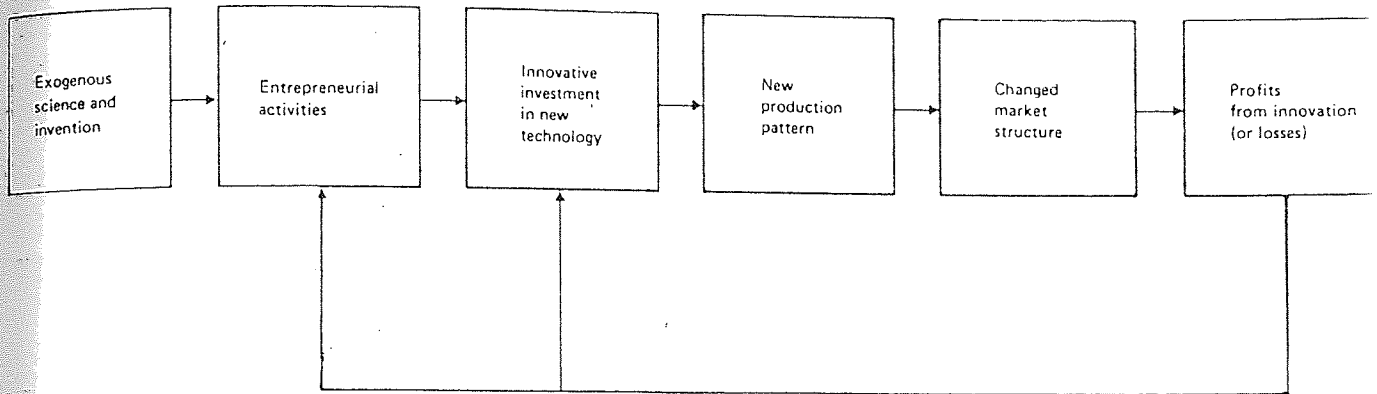 Exogenous
science and
invention
Entrepreneurial
activities
Innovative
investment
in new
technology
New
production
pattern
Changed
market
structure
Profits
from innovation
(or losses)